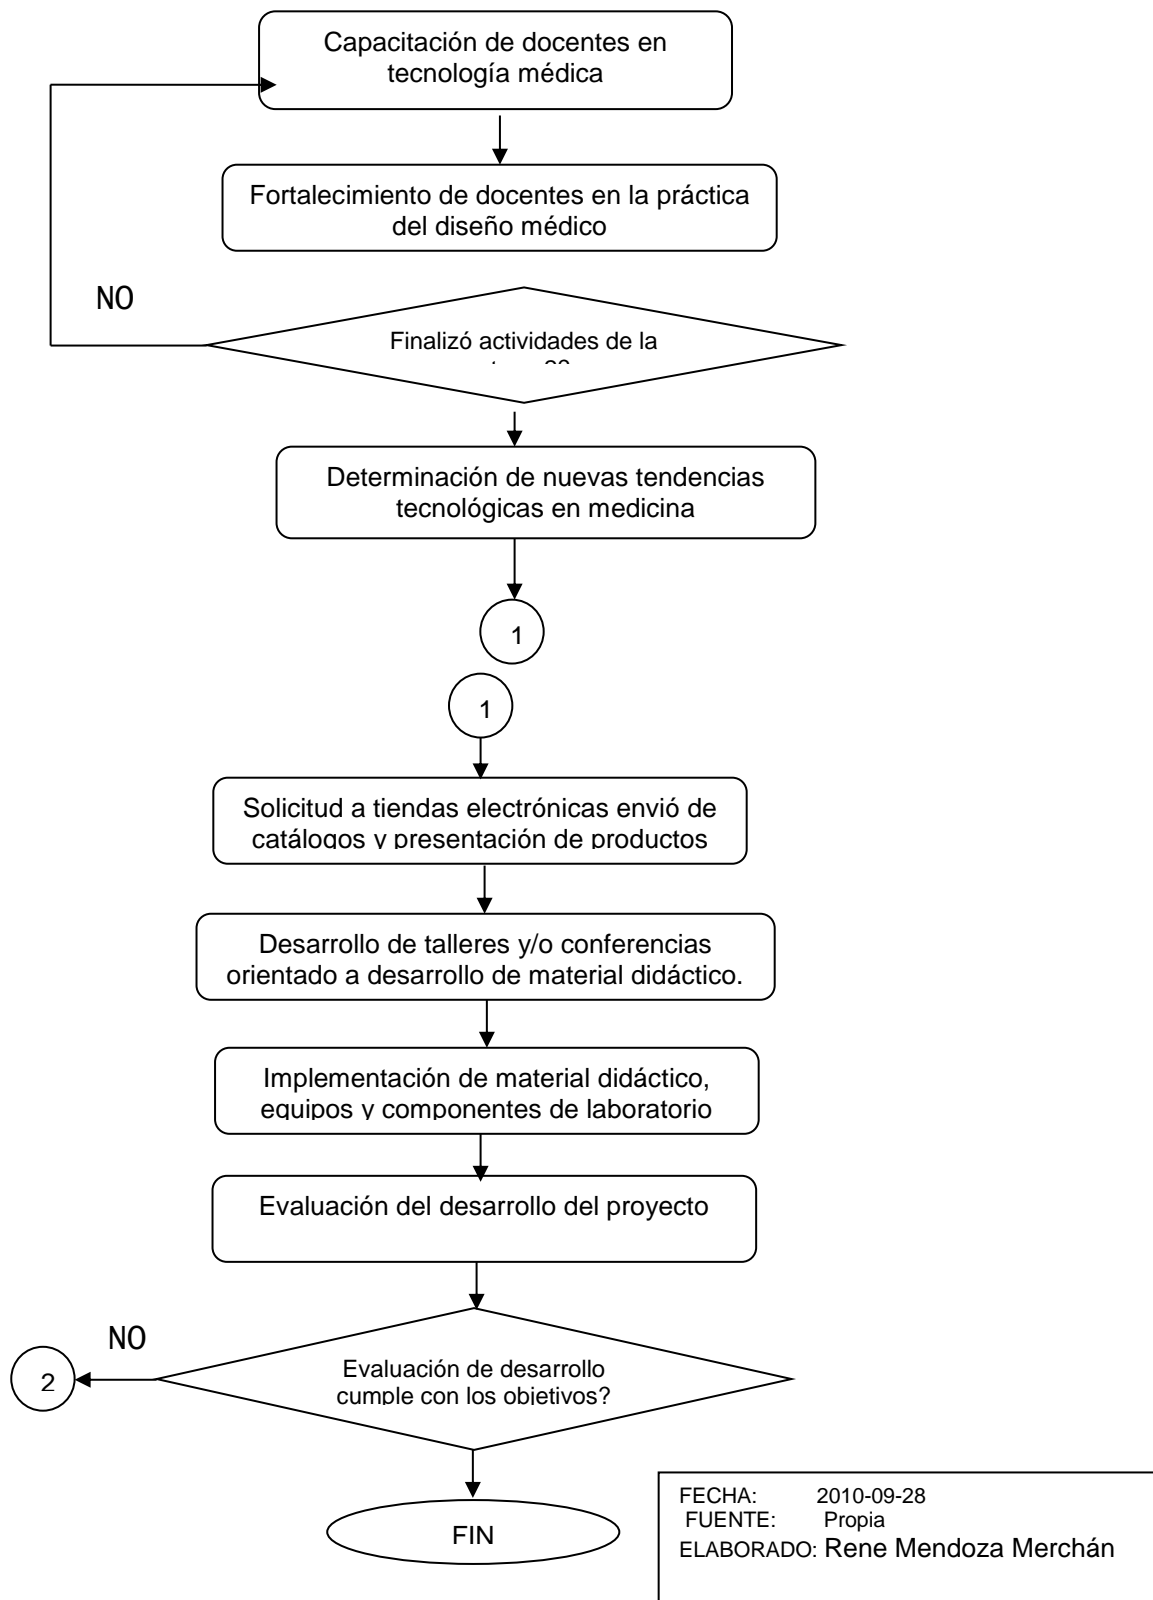 Capacitación de docentes en
tecnología médica
Fortalecimiento de docentes en la práctica
del diseño médico
NO
Finalizó actividades de la
Determinación de nuevas tendencias
tecnológicas en medicina
1
1
Solicitud a tiendas electrónicas envió de
catálogos y presentación de productos
Desarrollo de talleres y/o conferencias
orientado a desarrollo de material didáctico.
Implementación de material didáctico,
equipos y componentes de laboratorio
Evaluación del desarrollo del proyecto
NO
2
Evaluación de desarrollo
cumple con los objetivos?
FIN
FECHA: 2010-09-28
FUENTE: Propia
ELABORADO: Rene Mendoza Merchán